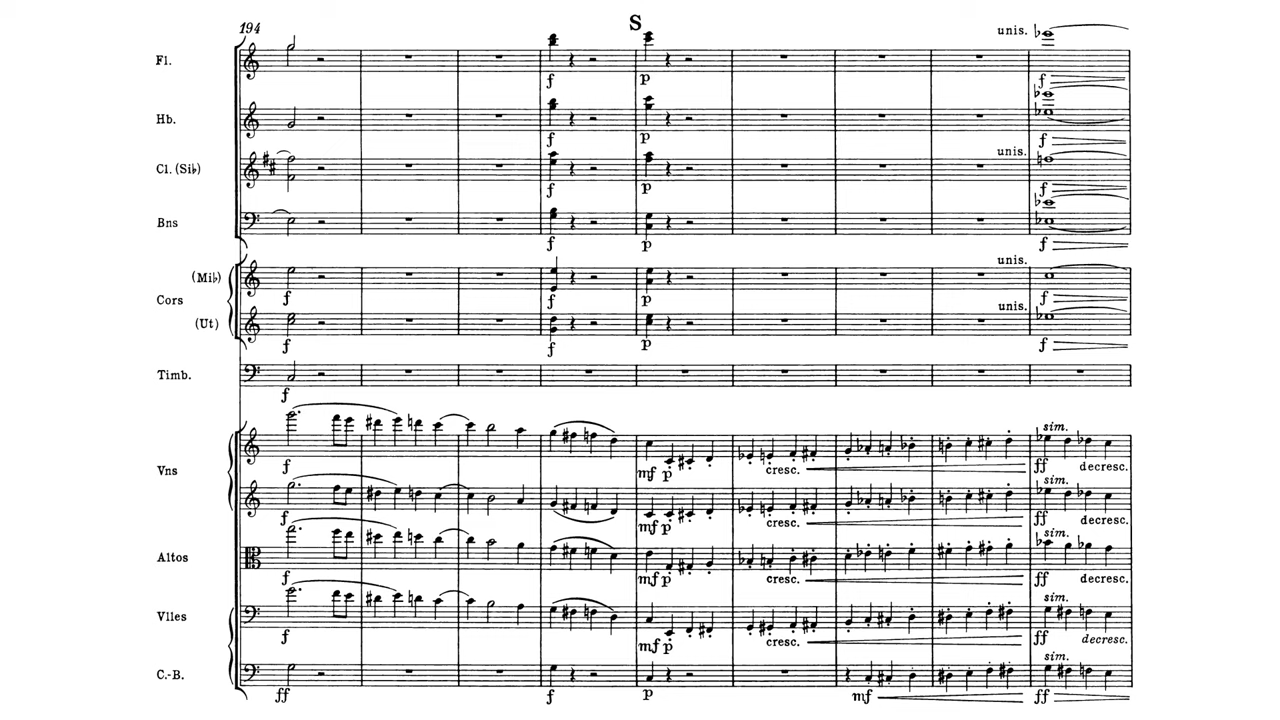 194 S
unis.
Fl.
f p f
Hb.
f p f
unis.
Cl. (Si♭)
f p f
Bns
f p f
unis.
(Mi♭)
f f p f
Cors
unis.
(Ut)
f f p f
Timb.
f
sim.
Vns
f mf p cresc. ff decresc.
sim.
f mf p cresc. ff decresc.
sim.
Altos
f mf p cresc. ff decresc.
sim.
Vlles
f mf p cresc. ff decresc.
sim.
C.-B.
ff f p mf ff